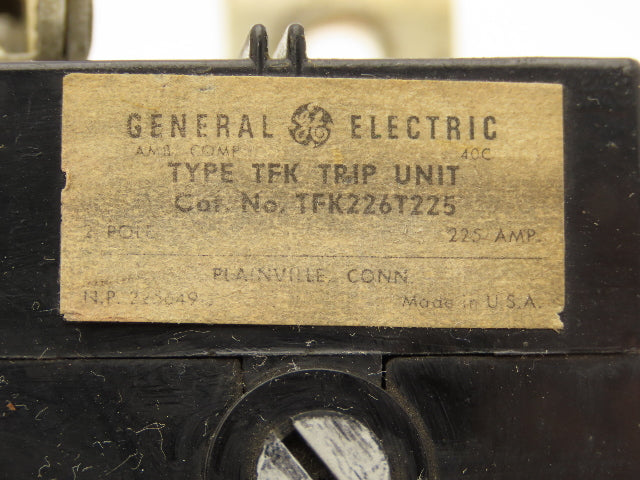 GENERAL GE ELECTRIC
AMB COMP 40C
TYPE TFK TRIP UNIT
Cat. No. TFK226T225
2 POLE 225 AMP.
PLAINVILLE, CONN.
N.P. 225649 Made in U.S.A.